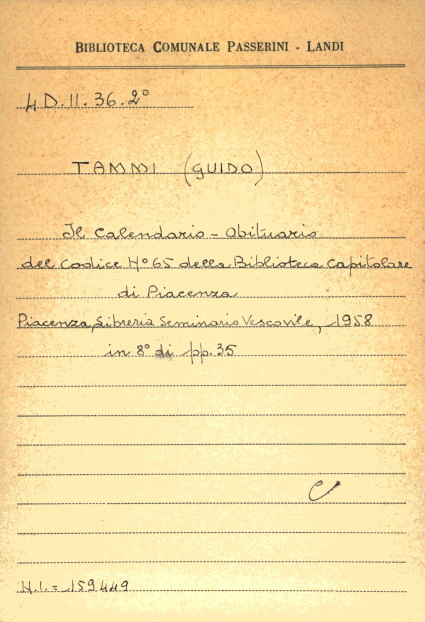 BIBLIOTECA COMUNALE PASSERINI - LANDI
4D.II.36.2°
TAMMI (GUIDO)
Il Calendario - Obituario
del Codice N° 65 della Biblioteca Capitolare
di Piacenza
Piacenza, Libreria Seminario Vescovile, 1958
in 8° di pp. 35
N.I. = 159449